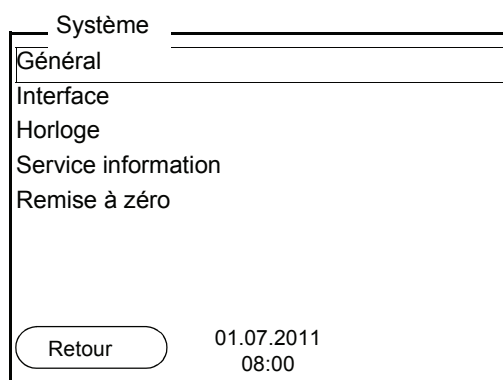 Système
Général
Interface
Horloge
Service information
Remise à zéro
Retour
01.07.2011
08:00